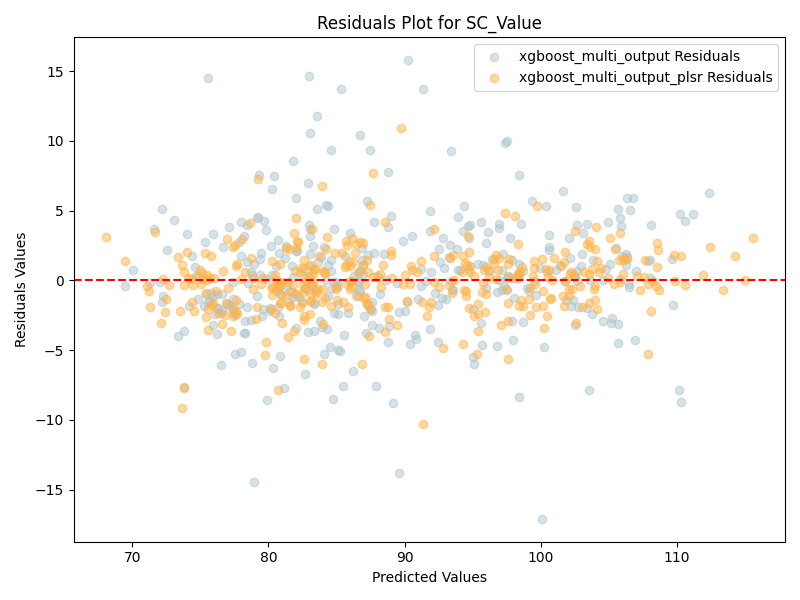 Residuals Plot for SC_Value
xgboost_multi_output Residuals
xgboost_multi_output_plsr Residuals
15
10
5
0
−5
−10
−15
Residuals Values
70
80
90
100
110
Predicted Values